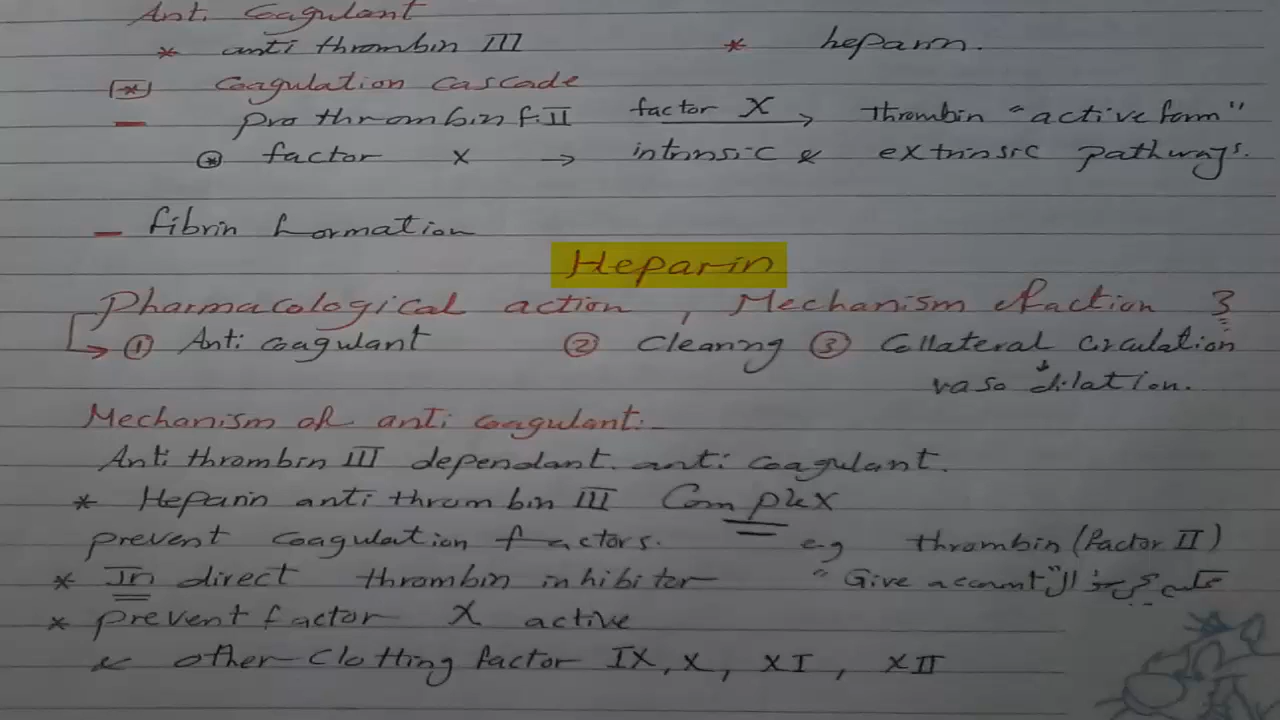 Anti Coagulant
* anti thrombin III * heparin.
* Coagulation Cascade
- pro thrombin f.II factor X → thrombin "active form"
* factor X → intrinsic & extrinsic pathways.
- fibrin formation
Heparin
Pharmacological action, Mechanism of action 3
① Anti coagulant ② Clearing ③ Collateral circulation
vaso dilation.
Mechanism of anti coagulant:-
Anti thrombin III dependant anti coagulant.
* Heparin anti thrombin III Complex
prevent coagulation factors. e.g thrombin (factor II)
* In direct thrombin inhibiter "Give account"
* prevent factor X active
& other clotting factor IX, X, XI, XII